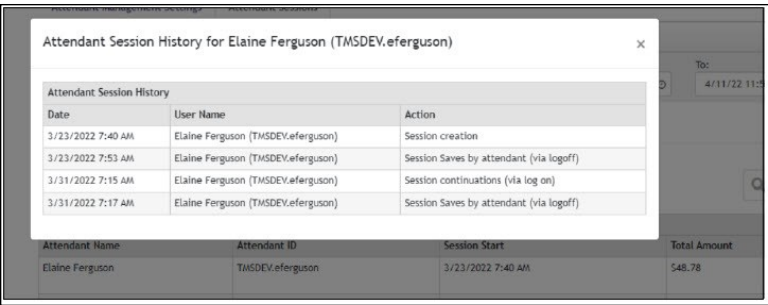 Attendant Management Settings Attendant Sessions
Attendant Session History for Elaine Ferguson (TMSDEV.eferguson) ×
To:
4/11/22 11:5
Attendant Session History
Date User Name Action
3/23/2022 7:40 AM Elaine Ferguson (TMSDEV.eferguson) Session creation
3/23/2022 7:53 AM Elaine Ferguson (TMSDEV.eferguson) Session Saves by attendant (via logoff)
3/31/2022 7:15 AM Elaine Ferguson (TMSDEV.eferguson) Session continuations (via log on)
3/31/2022 7:17 AM Elaine Ferguson (TMSDEV.eferguson) Session Saves by attendant (via logoff)
Attendant Name Attendant ID Session Start Total Amount
Elaine Ferguson TMSDEV.eferguson 3/23/2022 7:40 AM $48.78